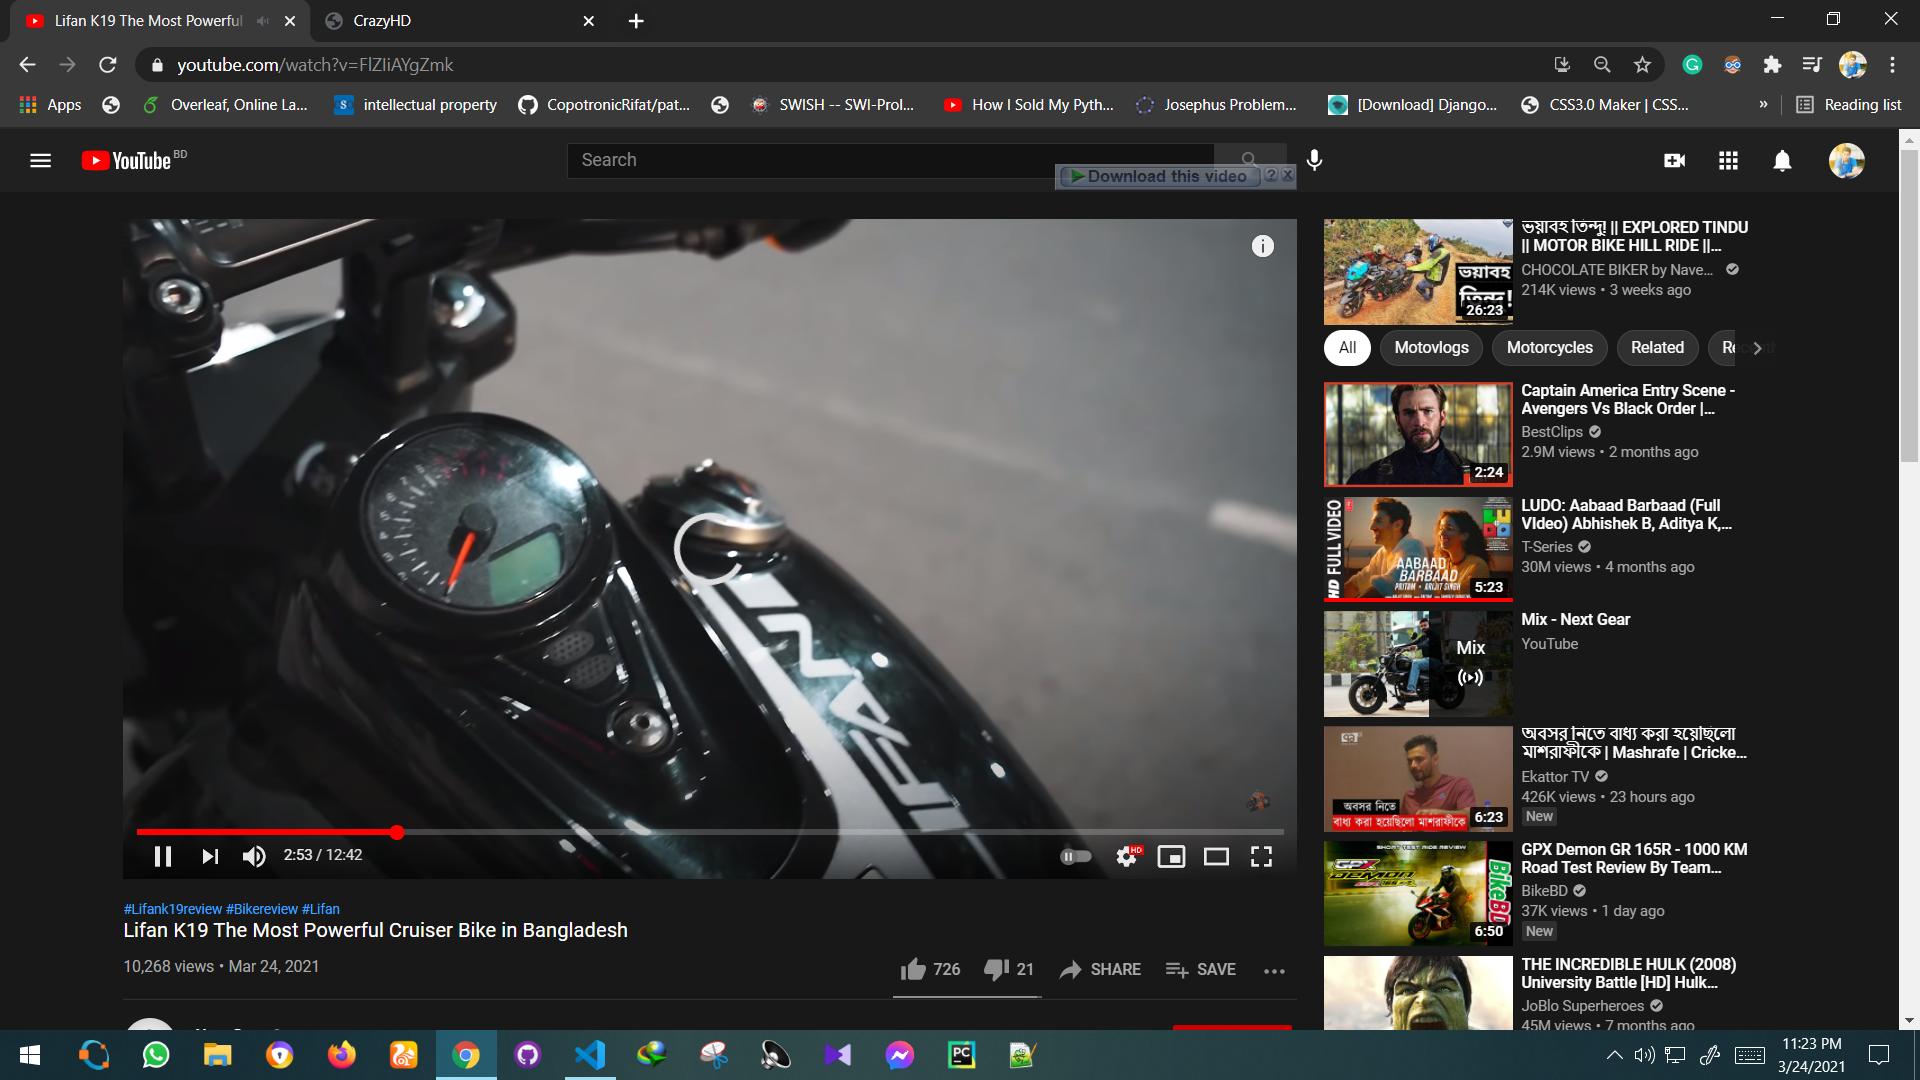 Lifan K19 The Most Powerful
CrazyHD
youtube.com/watch?v=FlZIiAYgZmk
Apps
Overleaf, Online La...
intellectual property
CopotronicRifat/pat...
SWISH -- SWI-Prol...
How I Sold My Pyth...
Josephus Problem...
[Download] Django...
CSS3.0 Maker | CSS...
»
Reading list
YouTube BD
Search
Download this video ? x
ভয়াবহ তিন্দু! || EXPLORED TINDU
|| MOTOR BIKE HILL RIDE ||...
CHOCOLATE BIKER by Nave...
214K views • 3 weeks ago
ভয়াবহ
তিন্দু!
26:23
All
Motovlogs
Motorcycles
Related
Captain America Entry Scene -
Avengers Vs Black Order |...
BestClips
2.9M views • 2 months ago
2:24
LUDO: Aabaad Barbaad (Full
VIdeo) Abhishek B, Aditya K,...
T-Series
30M views • 4 months ago
HD FULL VIDEO
AABAAD
BARBAAD
PRITAM • ARIJIT SINGH
5:23
Mix - Next Gear
YouTube
Mix
অবসর নিতে বাধ্য করা হয়েছিলো
মাশরাফীকে | Mashrafe | Cricke...
Ekattor TV
426K views • 23 hours ago
New
অবসর নিতে
বাধ্য করা হয়েছিলো মাশরাফীকে
6:23
GPX Demon GR 165R - 1000 KM
Road Test Review By Team...
BikeBD
37K views • 1 day ago
New
SHORT TEST RIDE REVIEW
GPX
DEMON
BikeBD
6:50
THE INCREDIBLE HULK (2008)
University Battle [HD] Hulk...
JoBlo Superheroes
45M views • 7 months ago
LIFAN
2:53 / 12:42
HD
#Lifank19review #Bikereview #Lifan
Lifan K19 The Most Powerful Cruiser Bike in Bangladesh
10,268 views • Mar 24, 2021
726
21
SHARE
SAVE
11:23 PM
3/24/2021